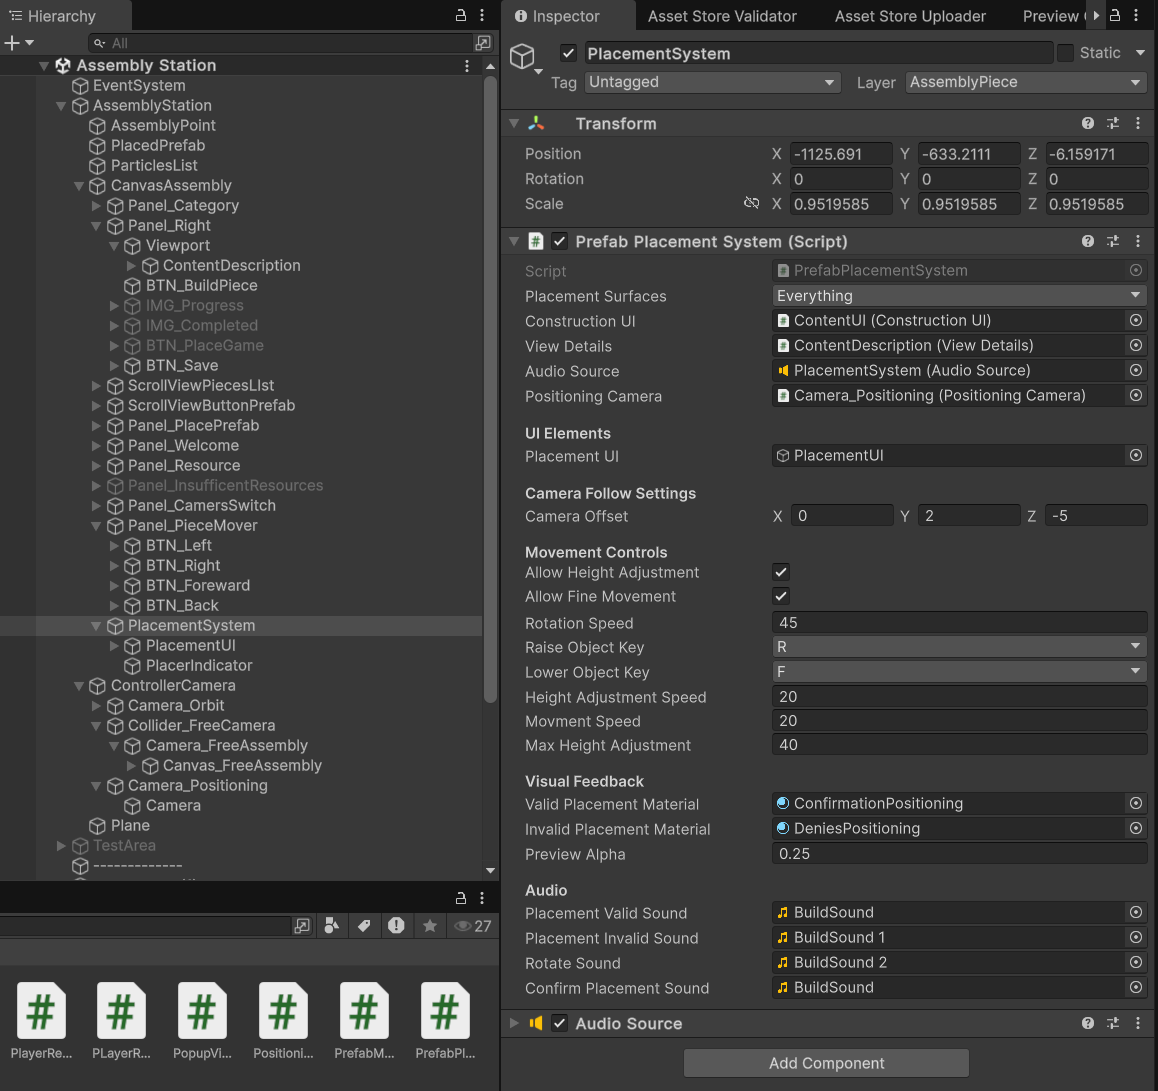 Hierarchy
All
Assembly Station
EventSystem
AssemblyStation
AssemblyPoint
PlacedPrefab
ParticlesList
CanvasAssembly
Panel_Category
Panel_Right
Viewport
ContentDescription
BTN_BuildPiece
IMG_Progress
IMG_Completed
BTN_PlaceGame
BTN_Save
ScrollViewPiecesLIst
ScrollViewButtonPrefab
Panel_PlacePrefab
Panel_Welcome
Panel_Resource
Panel_InsufficentResources
Panel_CamersSwitch
Panel_PieceMover
BTN_Left
BTN_Right
BTN_Foreward
BTN_Back
PlacementSystem
PlacementUI
PlacerIndicator
ControllerCamera
Camera_Orbit
Collider_FreeCamera
Camera_FreeAssembly
Canvas_FreeAssembly
Camera_Positioning
Camera
Plane
TestArea
-------------
27
PlayerRe... PLayerR... PopupVi... Positioni... PrefabM... PrefabPl...
Inspector Asset Store Validator Asset Store Uploader Preview
PlacementSystem Static
Tag Untagged Layer AssemblyPiece
Transform
Position X -1125.691 Y -633.2111 Z -6.159171
Rotation X 0 Y 0 Z 0
Scale X 0.9519585 Y 0.9519585 Z 0.9519585
Prefab Placement System (Script)
Script PrefabPlacementSystem
Placement Surfaces Everything
Construction UI ContentUI (Construction UI)
View Details ContentDescription (View Details)
Audio Source PlacementSystem (Audio Source)
Positioning Camera Camera_Positioning (Positioning Camera)
UI Elements
Placement UI PlacementUI
Camera Follow Settings
Camera Offset X 0 Y 2 Z -5
Movement Controls
Allow Height Adjustment
Allow Fine Movement
Rotation Speed 45
Raise Object Key R
Lower Object Key F
Height Adjustment Speed 20
Movment Speed 20
Max Height Adjustment 40
Visual Feedback
Valid Placement Material ConfirmationPositioning
Invalid Placement Material DeniesPositioning
Preview Alpha 0.25
Audio
Placement Valid Sound BuildSound
Placement Invalid Sound BuildSound 1
Rotate Sound BuildSound 2
Confirm Placement Sound BuildSound
Audio Source
Add Component